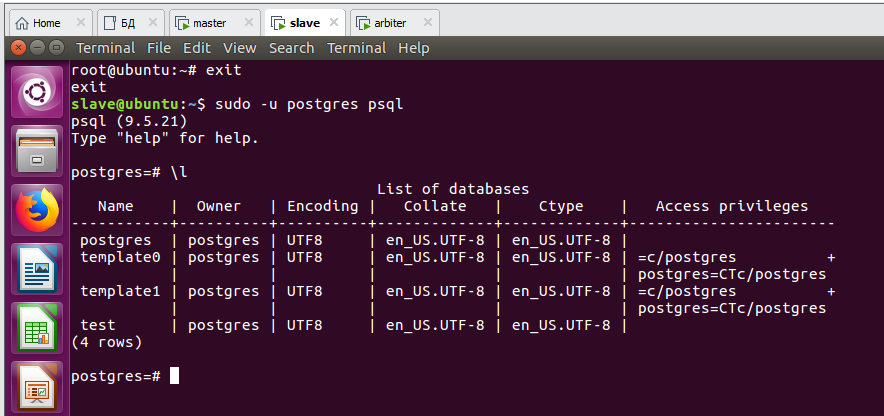 Home БД master slave arbiter
Terminal File Edit View Search Terminal Help
root@ubuntu:~# exit
exit
slave@ubuntu:~$ sudo -u postgres psql
psql (9.5.21)
Type "help" for help.
postgres=# \l
List of databases
Name | Owner | Encoding | Collate | Ctype | Access privileges
-----------+----------+----------+-------------+-------------+-----------------------
postgres | postgres | UTF8 | en_US.UTF-8 | en_US.UTF-8 |
template0 | postgres | UTF8 | en_US.UTF-8 | en_US.UTF-8 | =c/postgres +
| | | | | postgres=CTc/postgres
template1 | postgres | UTF8 | en_US.UTF-8 | en_US.UTF-8 | =c/postgres +
| | | | | postgres=CTc/postgres
test | postgres | UTF8 | en_US.UTF-8 | en_US.UTF-8 |
(4 rows)
postgres=#